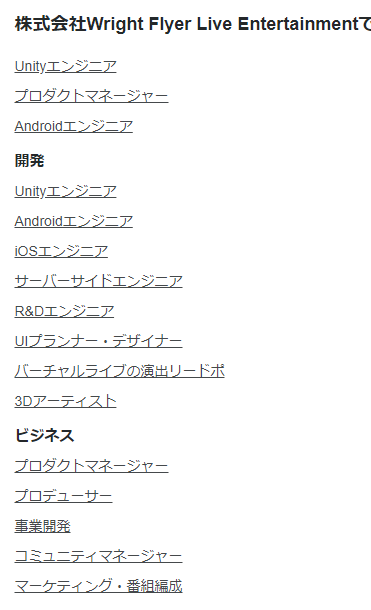 株式会社Wright Flyer Live Entertainmentで
Unityエンジニア
プロダクトマネージャー
Androidエンジニア
開発
Unityエンジニア
Androidエンジニア
iOSエンジニア
サーバーサイドエンジニア
R&Dエンジニア
UIプランナー・デザイナー
バーチャルライブの演出リードポ
3Dアーティスト
ビジネス
プロダクトマネージャー
プロデューサー
事業開発
コミュニティマネージャー
マーケティング・番組編成